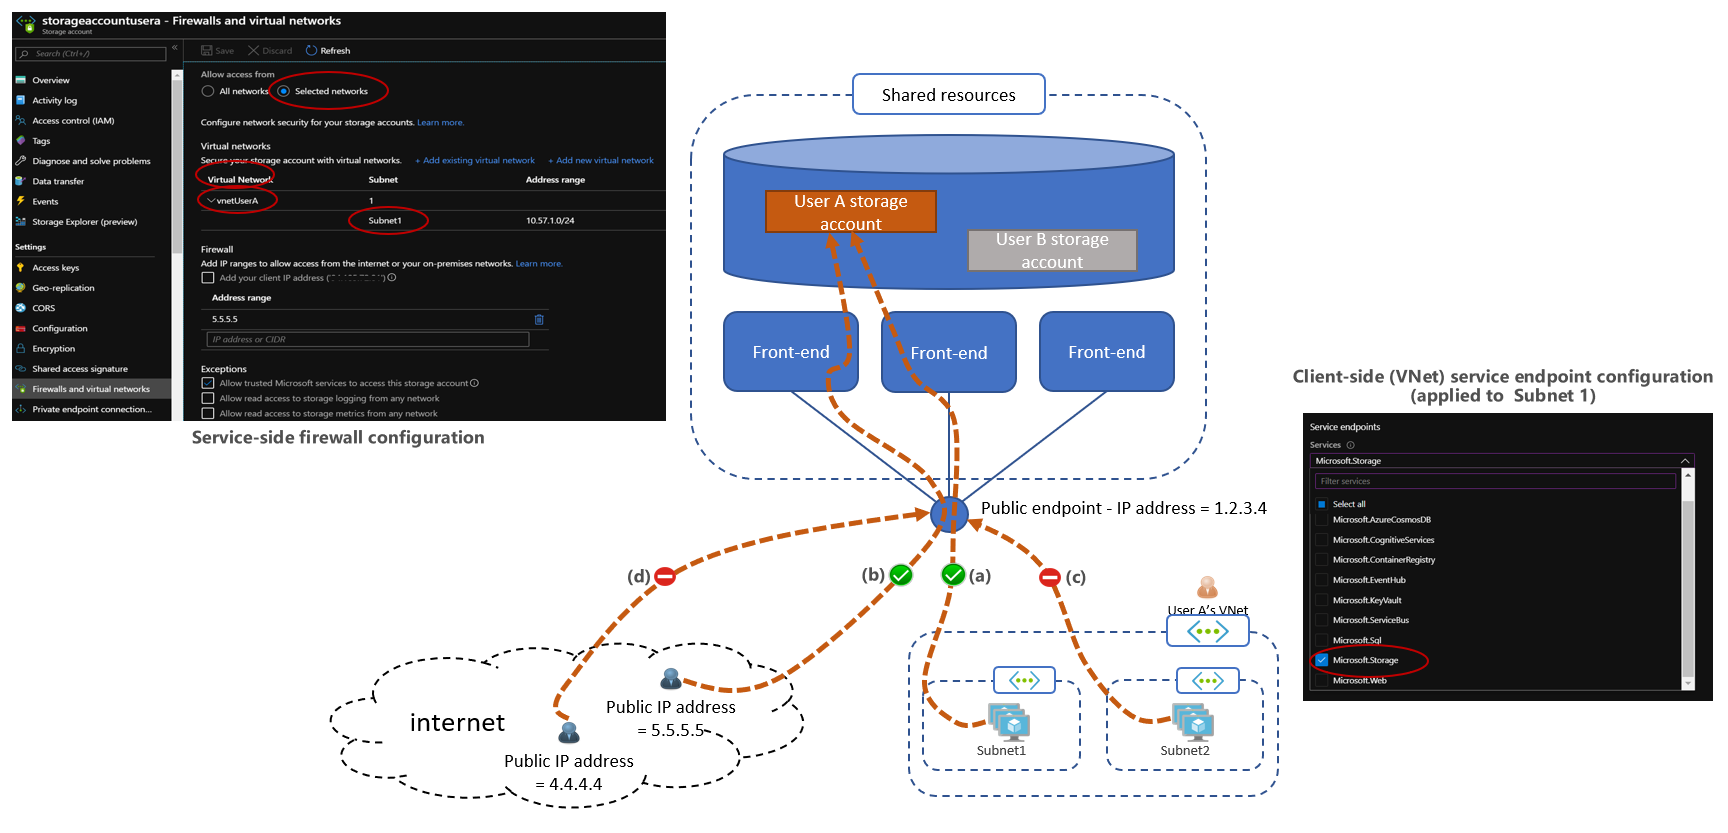 storageaccountusera - Firewalls and virtual networks
Storage account
Search (Ctrl+/)
«
Overview
Activity log
Access control (IAM)
Tags
Diagnose and solve problems
Data transfer
Events
Storage Explorer (preview)
Settings
Access keys
Geo-replication
CORS
Configuration
Encryption
Shared access signature
Firewalls and virtual networks
Private endpoint connection...
Save Discard Refresh
Allow access from
All networks Selected networks
Configure network security for your storage accounts. Learn more.
Virtual networks
Secure your storage account with virtual networks. + Add existing virtual network + Add new virtual network
Virtual Network Subnet Address range
vnetUserA 1
Subnet1 10.57.1.0/24
Firewall
Add IP ranges to allow access from the internet or your on-premises networks. Learn more.
Add your client IP address (
Address range
5.5.5.5
IP address or CIDR
Exceptions
Allow trusted Microsoft services to access this storage account
Allow read access to storage logging from any network
Allow read access to storage metrics from any network
Service-side firewall configuration
Shared resources
User A storage
account
User B storage
account
Front-end
Front-end
Front-end
Public endpoint - IP address = 1.2.3.4
(d)
(b)
(a)
(c)
internet
Public IP address
= 5.5.5.5
Public IP address
= 4.4.4.4
User A’s VNet
Subnet1
Subnet2
Client-side (VNet) service endpoint configuration
(applied to Subnet 1)
Service endpoints
Services
Microsoft.Storage
Filter services
Select all
Microsoft.AzureCosmosDB
Microsoft.CognitiveServices
Microsoft.ContainerRegistry
Microsoft.EventHub
Microsoft.KeyVault
Microsoft.ServiceBus
Microsoft.Sql
Microsoft.Storage
Microsoft.Web